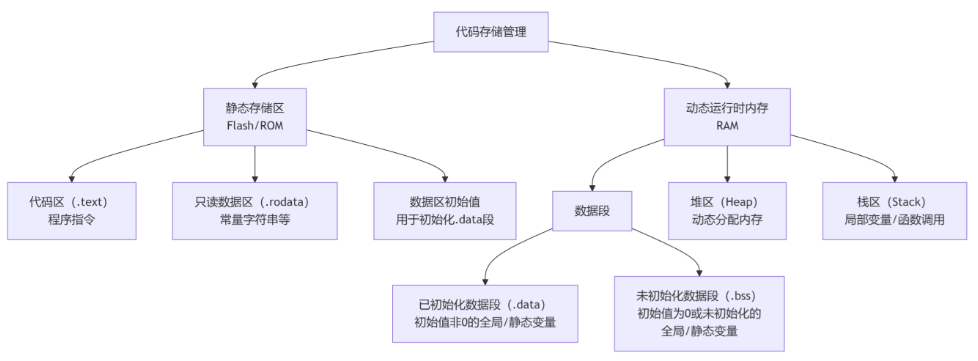 代码存储管理
静态存储区
Flash/ROM
动态运行时内存
RAM
代码区 (.text)
程序指令
只读数据区 (.rodata)
常量字符串等
数据区初始值
用于初始化.data段
数据段
堆区 (Heap)
动态分配内存
栈区 (Stack)
局部变量/函数调用
已初始化数据段 (.data)
初始值非0的全局/静态变量
未初始化数据段 (.bss)
初始值为0或未初始化的
全局/静态变量